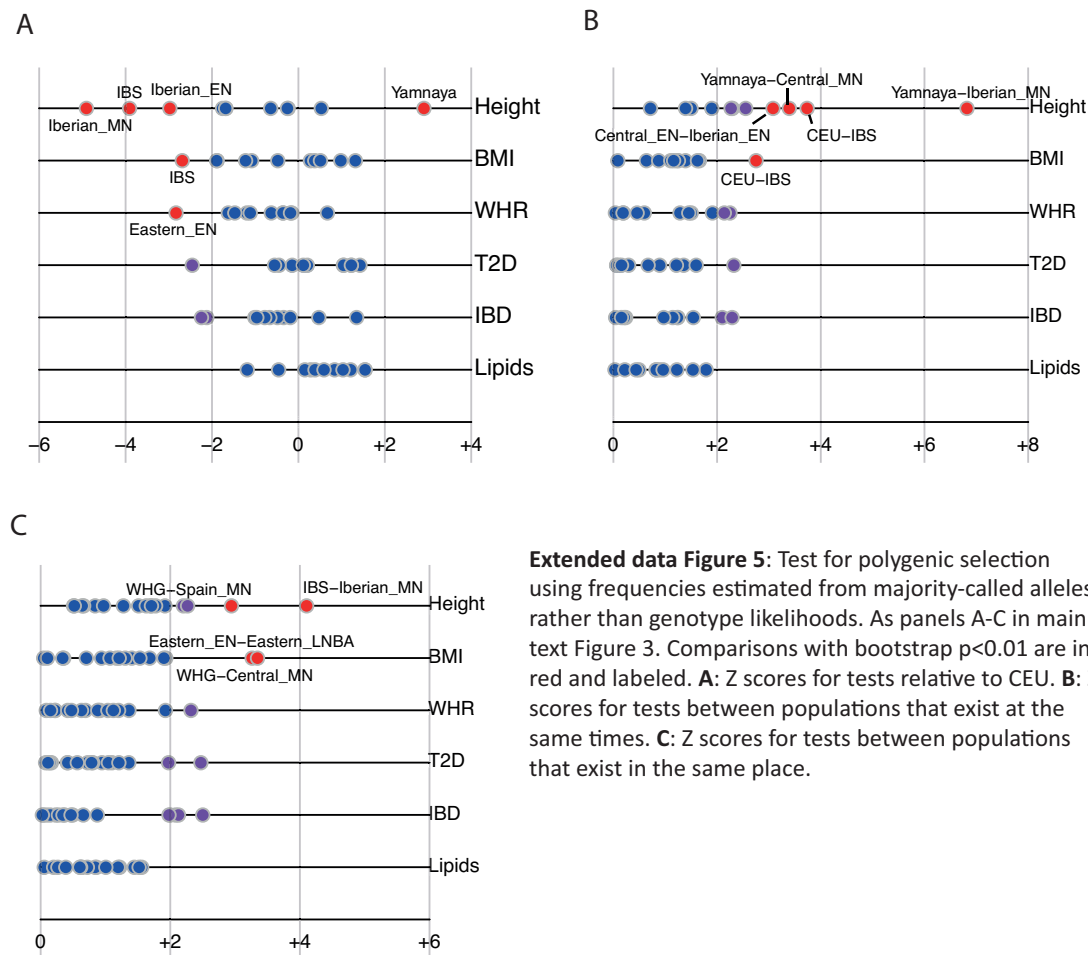 A
IBS Iberian_EN Yamnaya
Height
Iberian_MN
BMI
IBS
WHR
Eastern_EN
T2D
IBD
Lipids
−6 −4 −2 0 +2 +4
B
Yamnaya−Central_MN
Yamnaya−Iberian_MN
Height
Central_EN−Iberian_EN CEU−IBS
BMI
CEU−IBS
WHR
T2D
IBD
Lipids
0 +2 +4 +6 +8
C
WHG−Spain_MN IBS−Iberian_MN
Height
Eastern_EN−Eastern_LNBA
BMI
WHG−Central_MN
WHR
T2D
IBD
Lipids
0 +2 +4 +6
Extended data Figure 5: Test for polygenic selection
using frequencies estimated from majority-called alleles
rather than genotype likelihoods. As panels A-C in main
text Figure 3. Comparisons with bootstrap p<0.01 are in
red and labeled. A: Z scores for tests relative to CEU. B:
scores for tests between populations that exist at the
same times. C: Z scores for tests between populations
that exist in the same place.